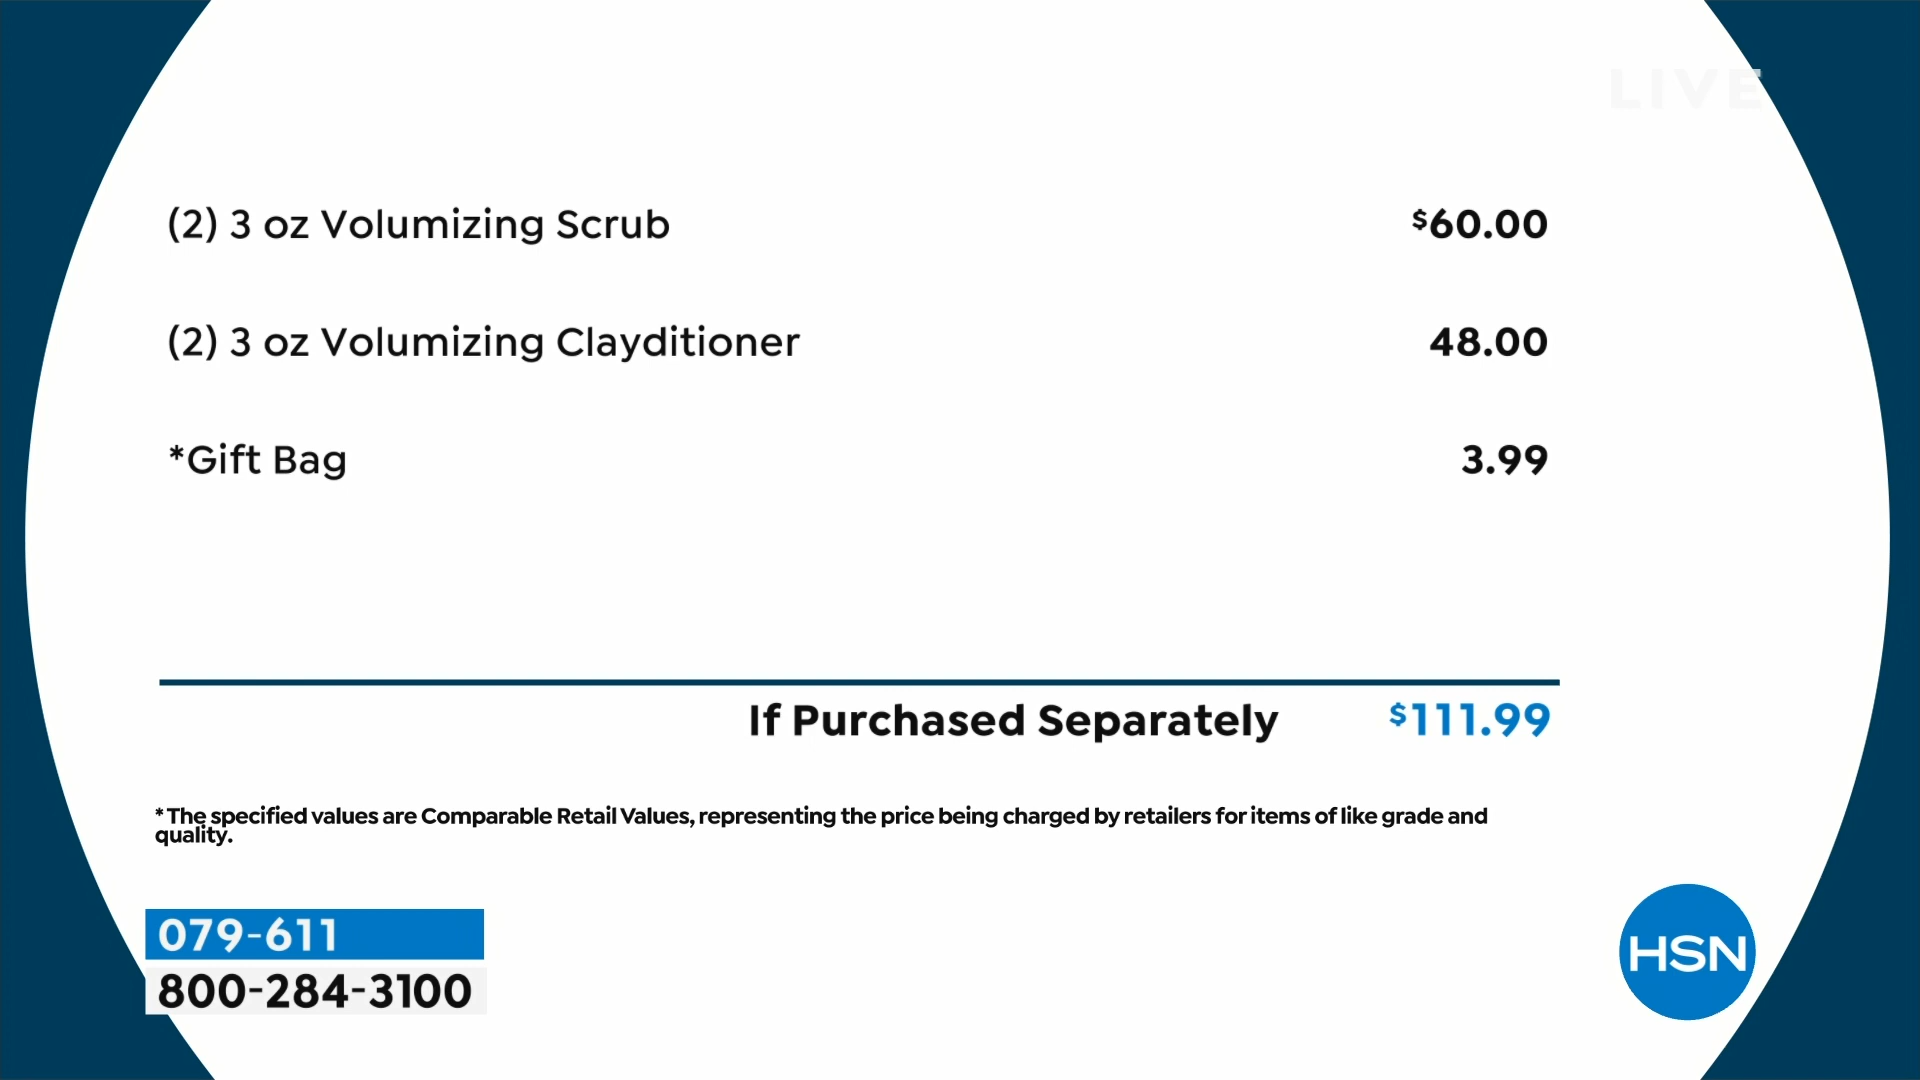 LIVE
(2) 3 oz Volumizing Scrub $60.00
(2) 3 oz Volumizing Clayditioner 48.00
*Gift Bag 3.99
If Purchased Separately $111.99
* The specified values are Comparable Retail Values, representing the price being charged by retailers for items of like grade and
quality.
079-611
800-284-3100
HSN